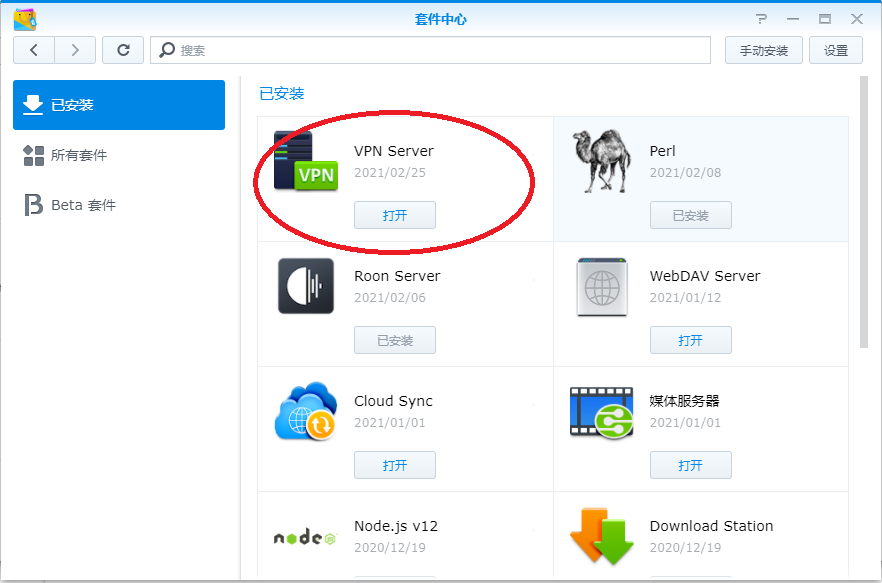 套件中心
搜索
手动安装
设置
已安装
所有套件
Beta 套件
已安装
VPN
VPN Server
2021/02/25
打开
Perl
2021/02/08
已安装
Roon Server
2021/02/06
已安装
WebDAV Server
2021/01/12
打开
Cloud Sync
2021/01/01
打开
媒体服务器
2021/01/01
打开
node
JS
Node.js v12
2020/12/19
Download Station
2020/12/19